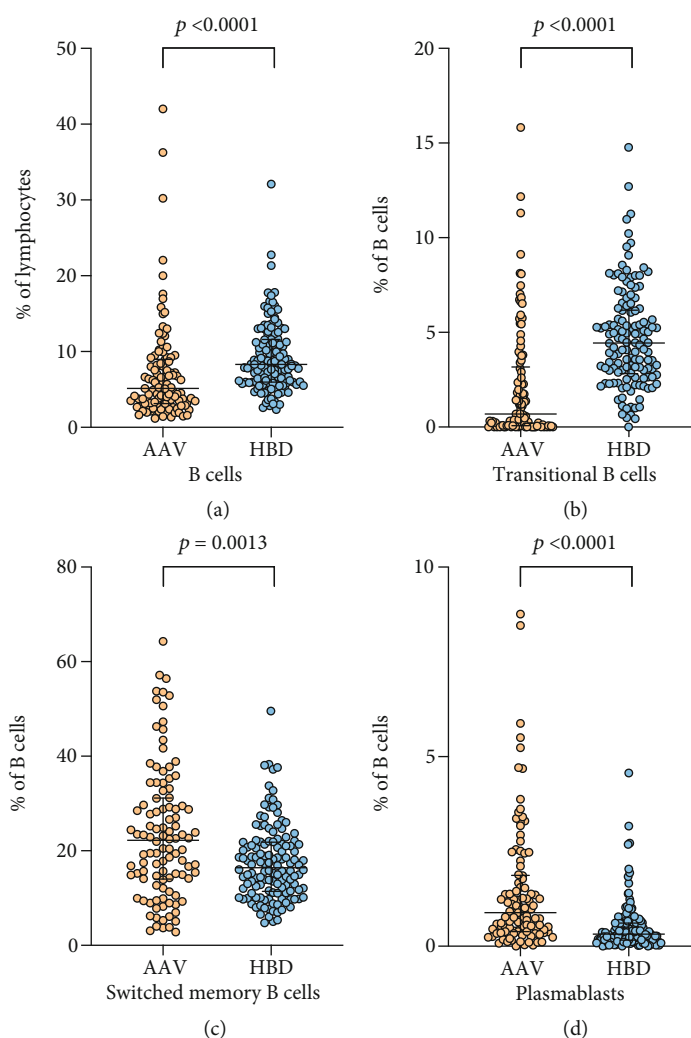 p <0.0001
50
40
30
20
10
0
% of lymphocytes
AAV
HBD
B cells
(a)
p <0.0001
20
15
10
5
0
% of B cells
AAV
HBD
Transitional B cells
(b)
p = 0.0013
80
60
40
20
0
% of B cells
AAV
HBD
Switched memory B cells
(c)
p <0.0001
10
5
0
% of B cells
AAV
HBD
Plasmablasts
(d)